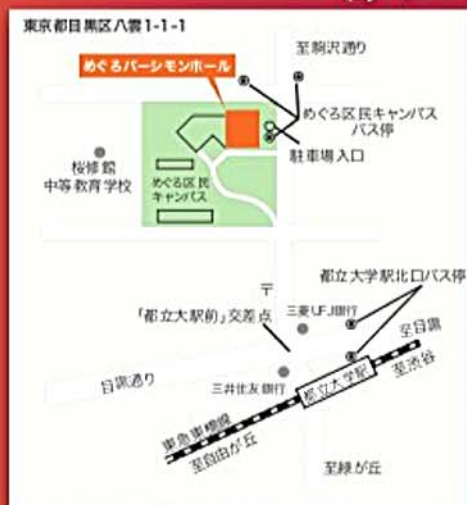 東京都目黒区八雲1-1-1
至駒沢通り
めぐろパーシモンホール
めぐろ区民キャンパス
バス停
駐車場入口
桜修館
中等教育学校
めぐろ区民
キャンパス
都立大学駅北口バス停
〒
「都立大駅前」交差点
三菱UFJ銀行
至目黒
至渋谷
目黒通り
三井住友銀行
都立大学駅
東急東横線
至自由が丘
至緑が丘